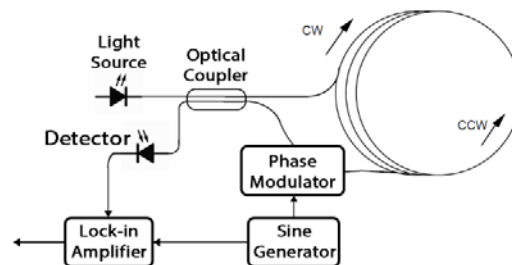 CW
Light
Source
Optical
Coupler
CCW
Detector
Phase
Modulator
Lock-in
Amplifier
Sine
Generator